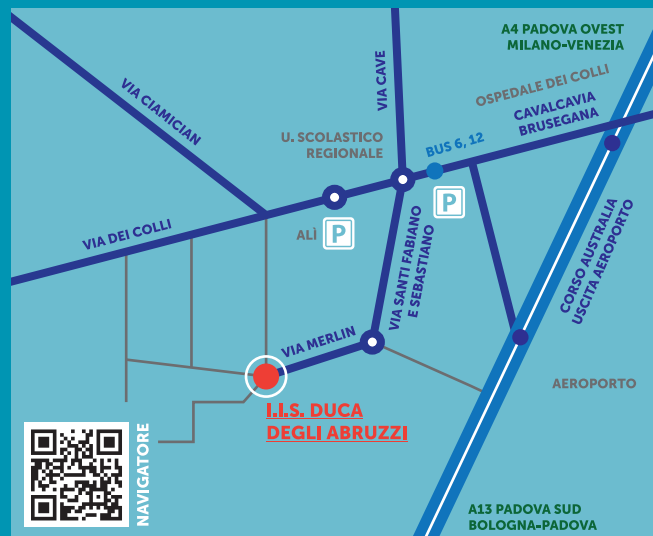 A4 PADOVA OVEST
MILANO-VENEZIA
VIA CIAMICIAN
VIA CAVE
OSPEDALE DEI COLLI
CAVALCAVIA
BRUSEGANA
U. SCOLASTICO
REGIONALE
BUS 6, 12
P
VIA DEI COLLI
ALÌ
P
VIA SANTI FABIANO
E SEBASTIANO
CORSO AUSTRALIA
USCITA AEROPORTO
VIA MERLIN
AEROPORTO
I.I.S. DUCA
DEGLI ABRUZZI
NAVIGATORE
A13 PADOVA SUD
BOLOGNA-PADOVA